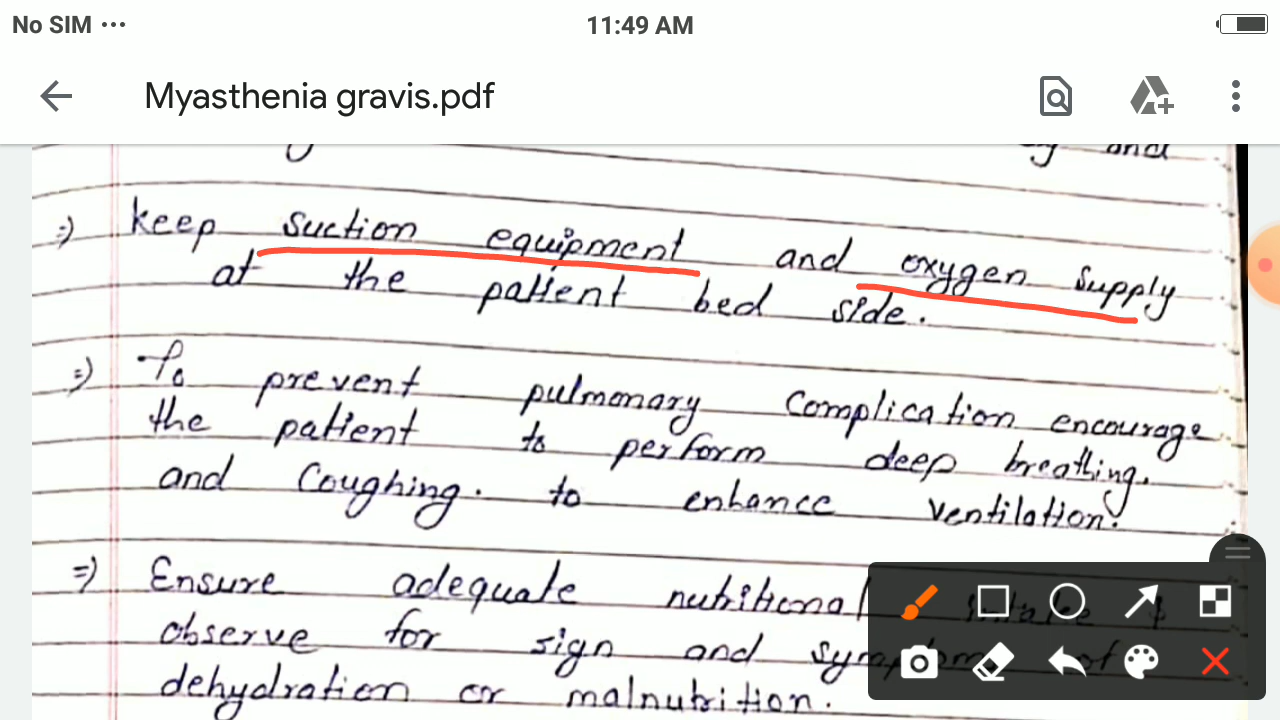 No SIM ...
11:49 AM
Myasthenia gravis.pdf
and
=) keep suction equipment and oxygen supply
at the patient bed side.
=) To prevent pulmonary complication encourage
the patient to perform deep breathing.
and Coughing. to enhance ventilation.
=) Ensure adequate nutritional
observe for sign and symptom of
dehydration or malnutrition.